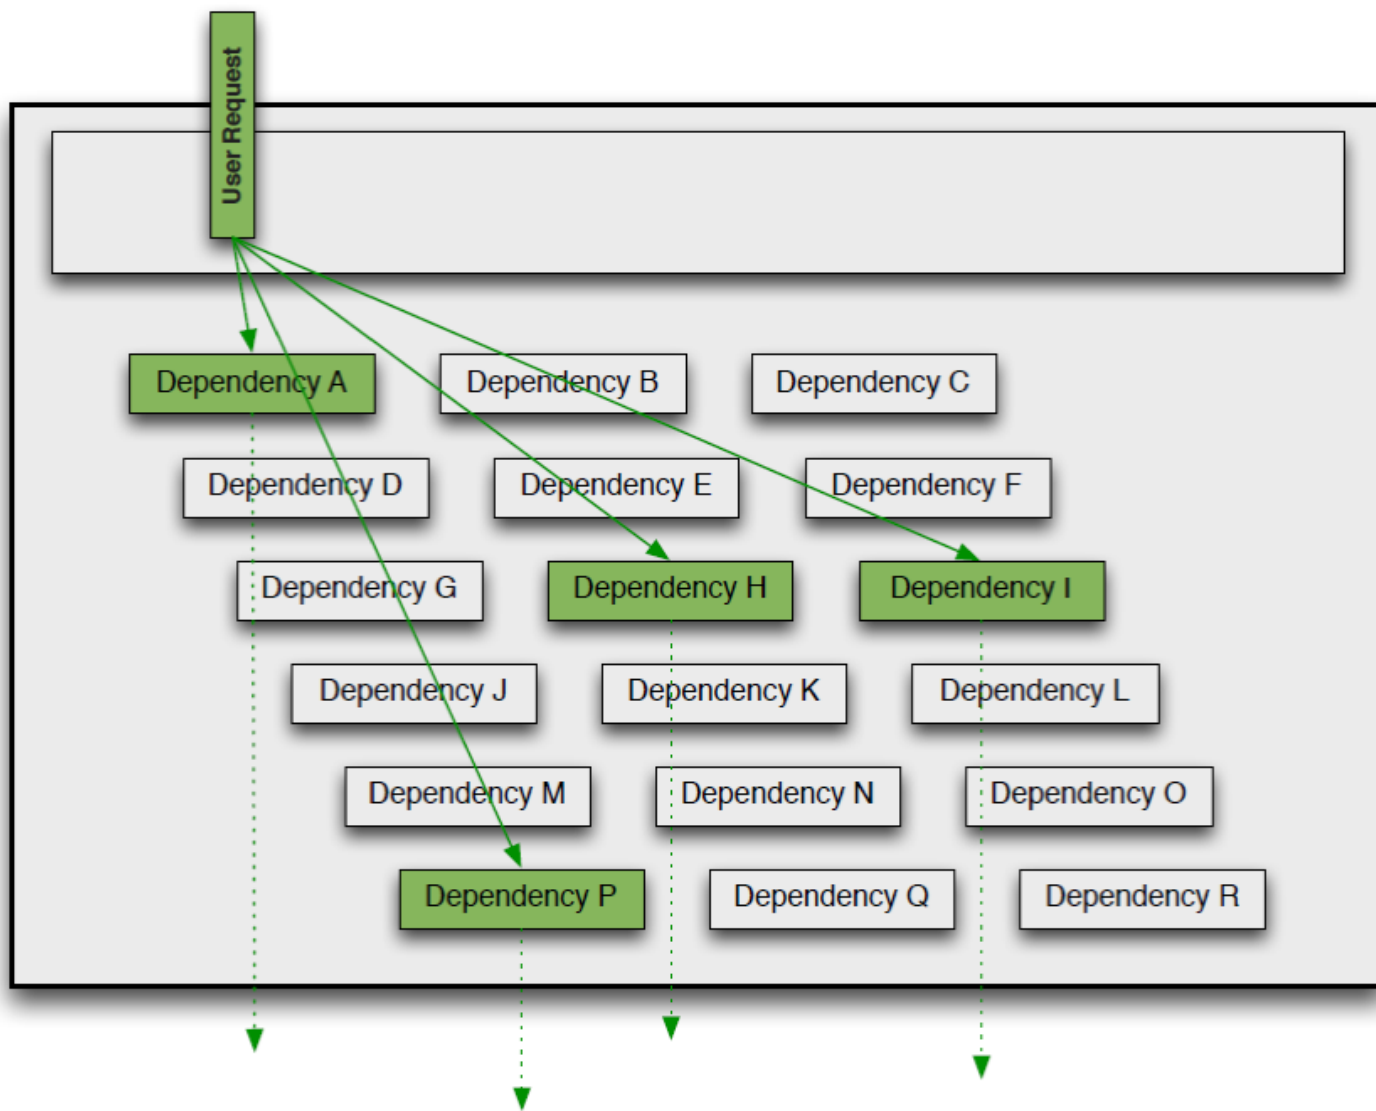 User Request
Dependency A
Dependency B
Dependency C
Dependency D
Dependency E
Dependency F
Dependency G
Dependency H
Dependency I
Dependency J
Dependency K
Dependency L
Dependency M
Dependency N
Dependency O
Dependency P
Dependency Q
Dependency R